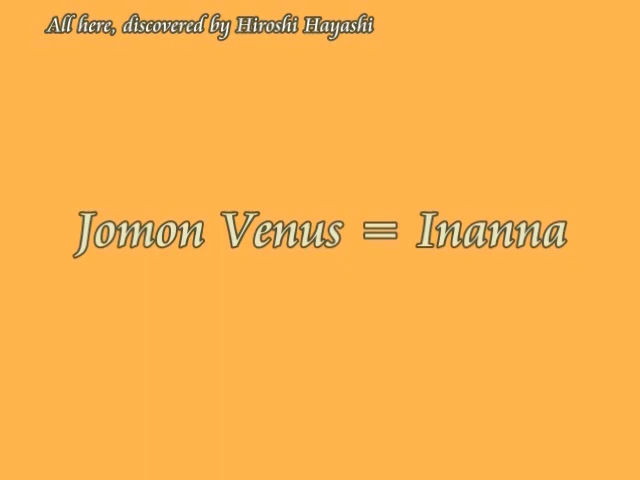 All here, discovered by Hiroshi Hayashi
Jomon Venus = Inanna